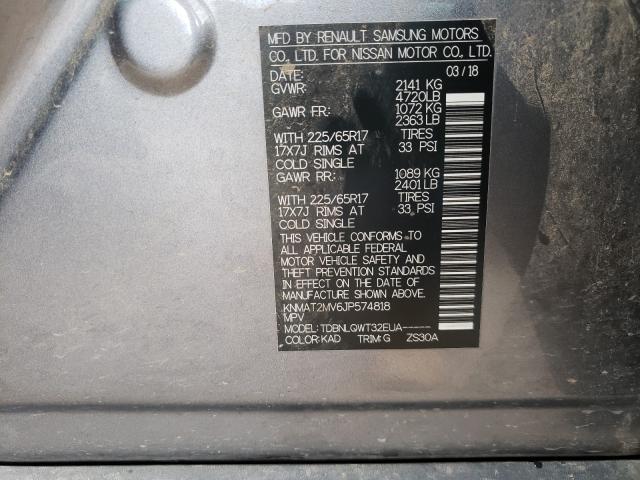 MFD BY RENAULT SAMSUNG MOTORS
CO., LTD. FOR NISSAN MOTOR CO., LTD.
DATE: 03/18
GVWR: 2141 KG
4720LB
GAWR FR: 1072 KG
2363 LB
WITH 225/65R17 TIRES
17X7J RIMS AT 33 PSI
COLD SINGLE
GAWR RR: 1089 KG
2401 LB
WITH 225/65R17 TIRES
17X7J RIMS AT 33 PSI
COLD SINGLE
THIS VEHICLE CONFORMS TO
ALL APPLICABLE FEDERAL
MOTOR VEHICLE SAFETY AND
THEFT PREVENTION STANDARDS
IN EFFECT ON THE DATE OF
MANUFACTURE SHOWN ABOVE.
KNMAT2MV6JP574818
MPV
MODEL: TDBNLQWT32EUA-----
COLOR:KAD TRIM:G ZS30A